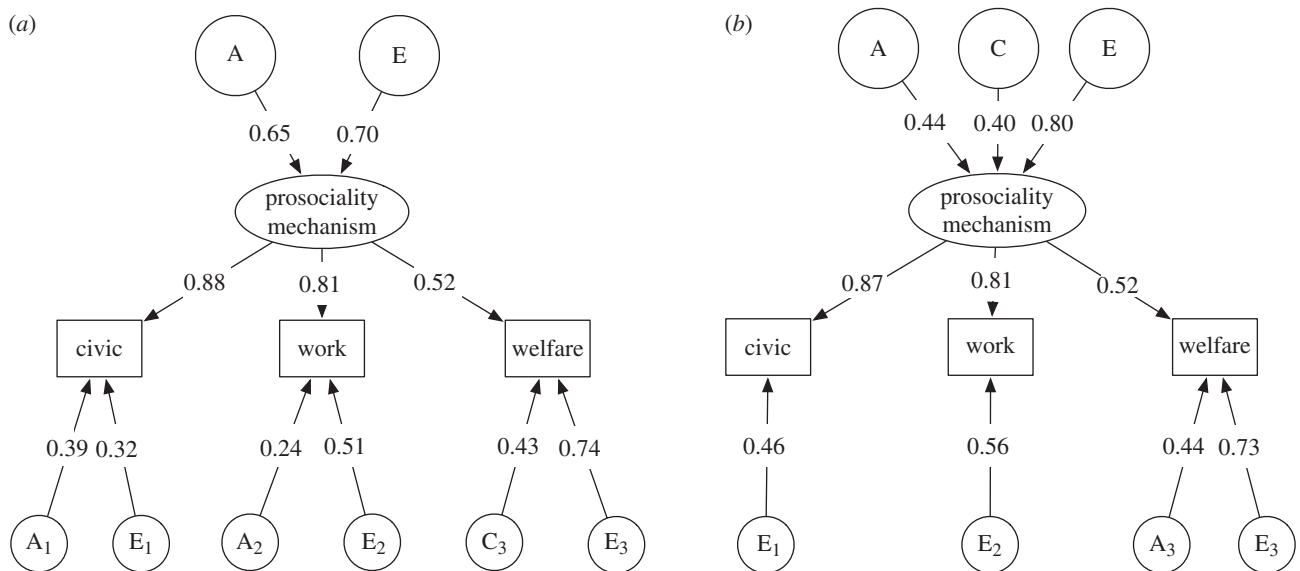 (a)
A
E
0.65
0.70
prosociality
mechanism
0.88
0.81
0.52
civic
work
welfare
0.39
0.32
0.24
0.51
0.43
0.74
A1
E1
A2
E2
C3
E3
(b)
A
C
E
0.44
0.40
0.80
prosociality
mechanism
0.87
0.81
0.52
civic
work
welfare
0.46
0.56
0.44
0.73
E1
E2
A3
E3